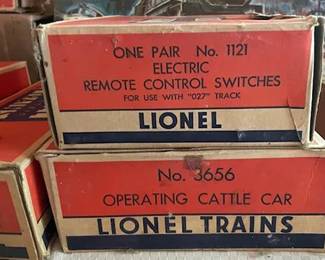 ONE PAIR No. 1121
ELECTRIC
REMOTE CONTROL SWITCHES
FOR USE WITH "027" TRACK
LIONEL
No. 3656
OPERATING CATTLE CAR
LIONEL TRAINS